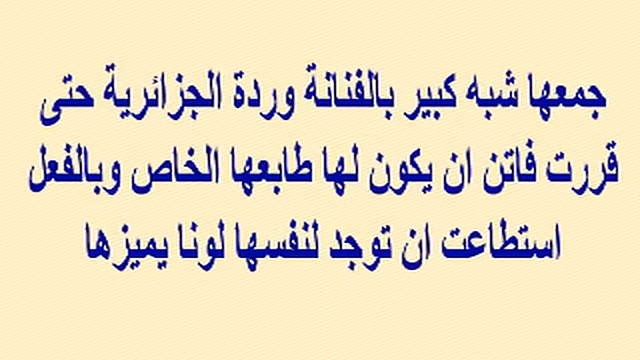 جمعها شبه كبير بالفنانة وردة الجزائرية حتى
قررت فاتن ان يكون لها طابعها الخاص وبالفعل
استطاعت ان توجد لنفسها لونا يميزها